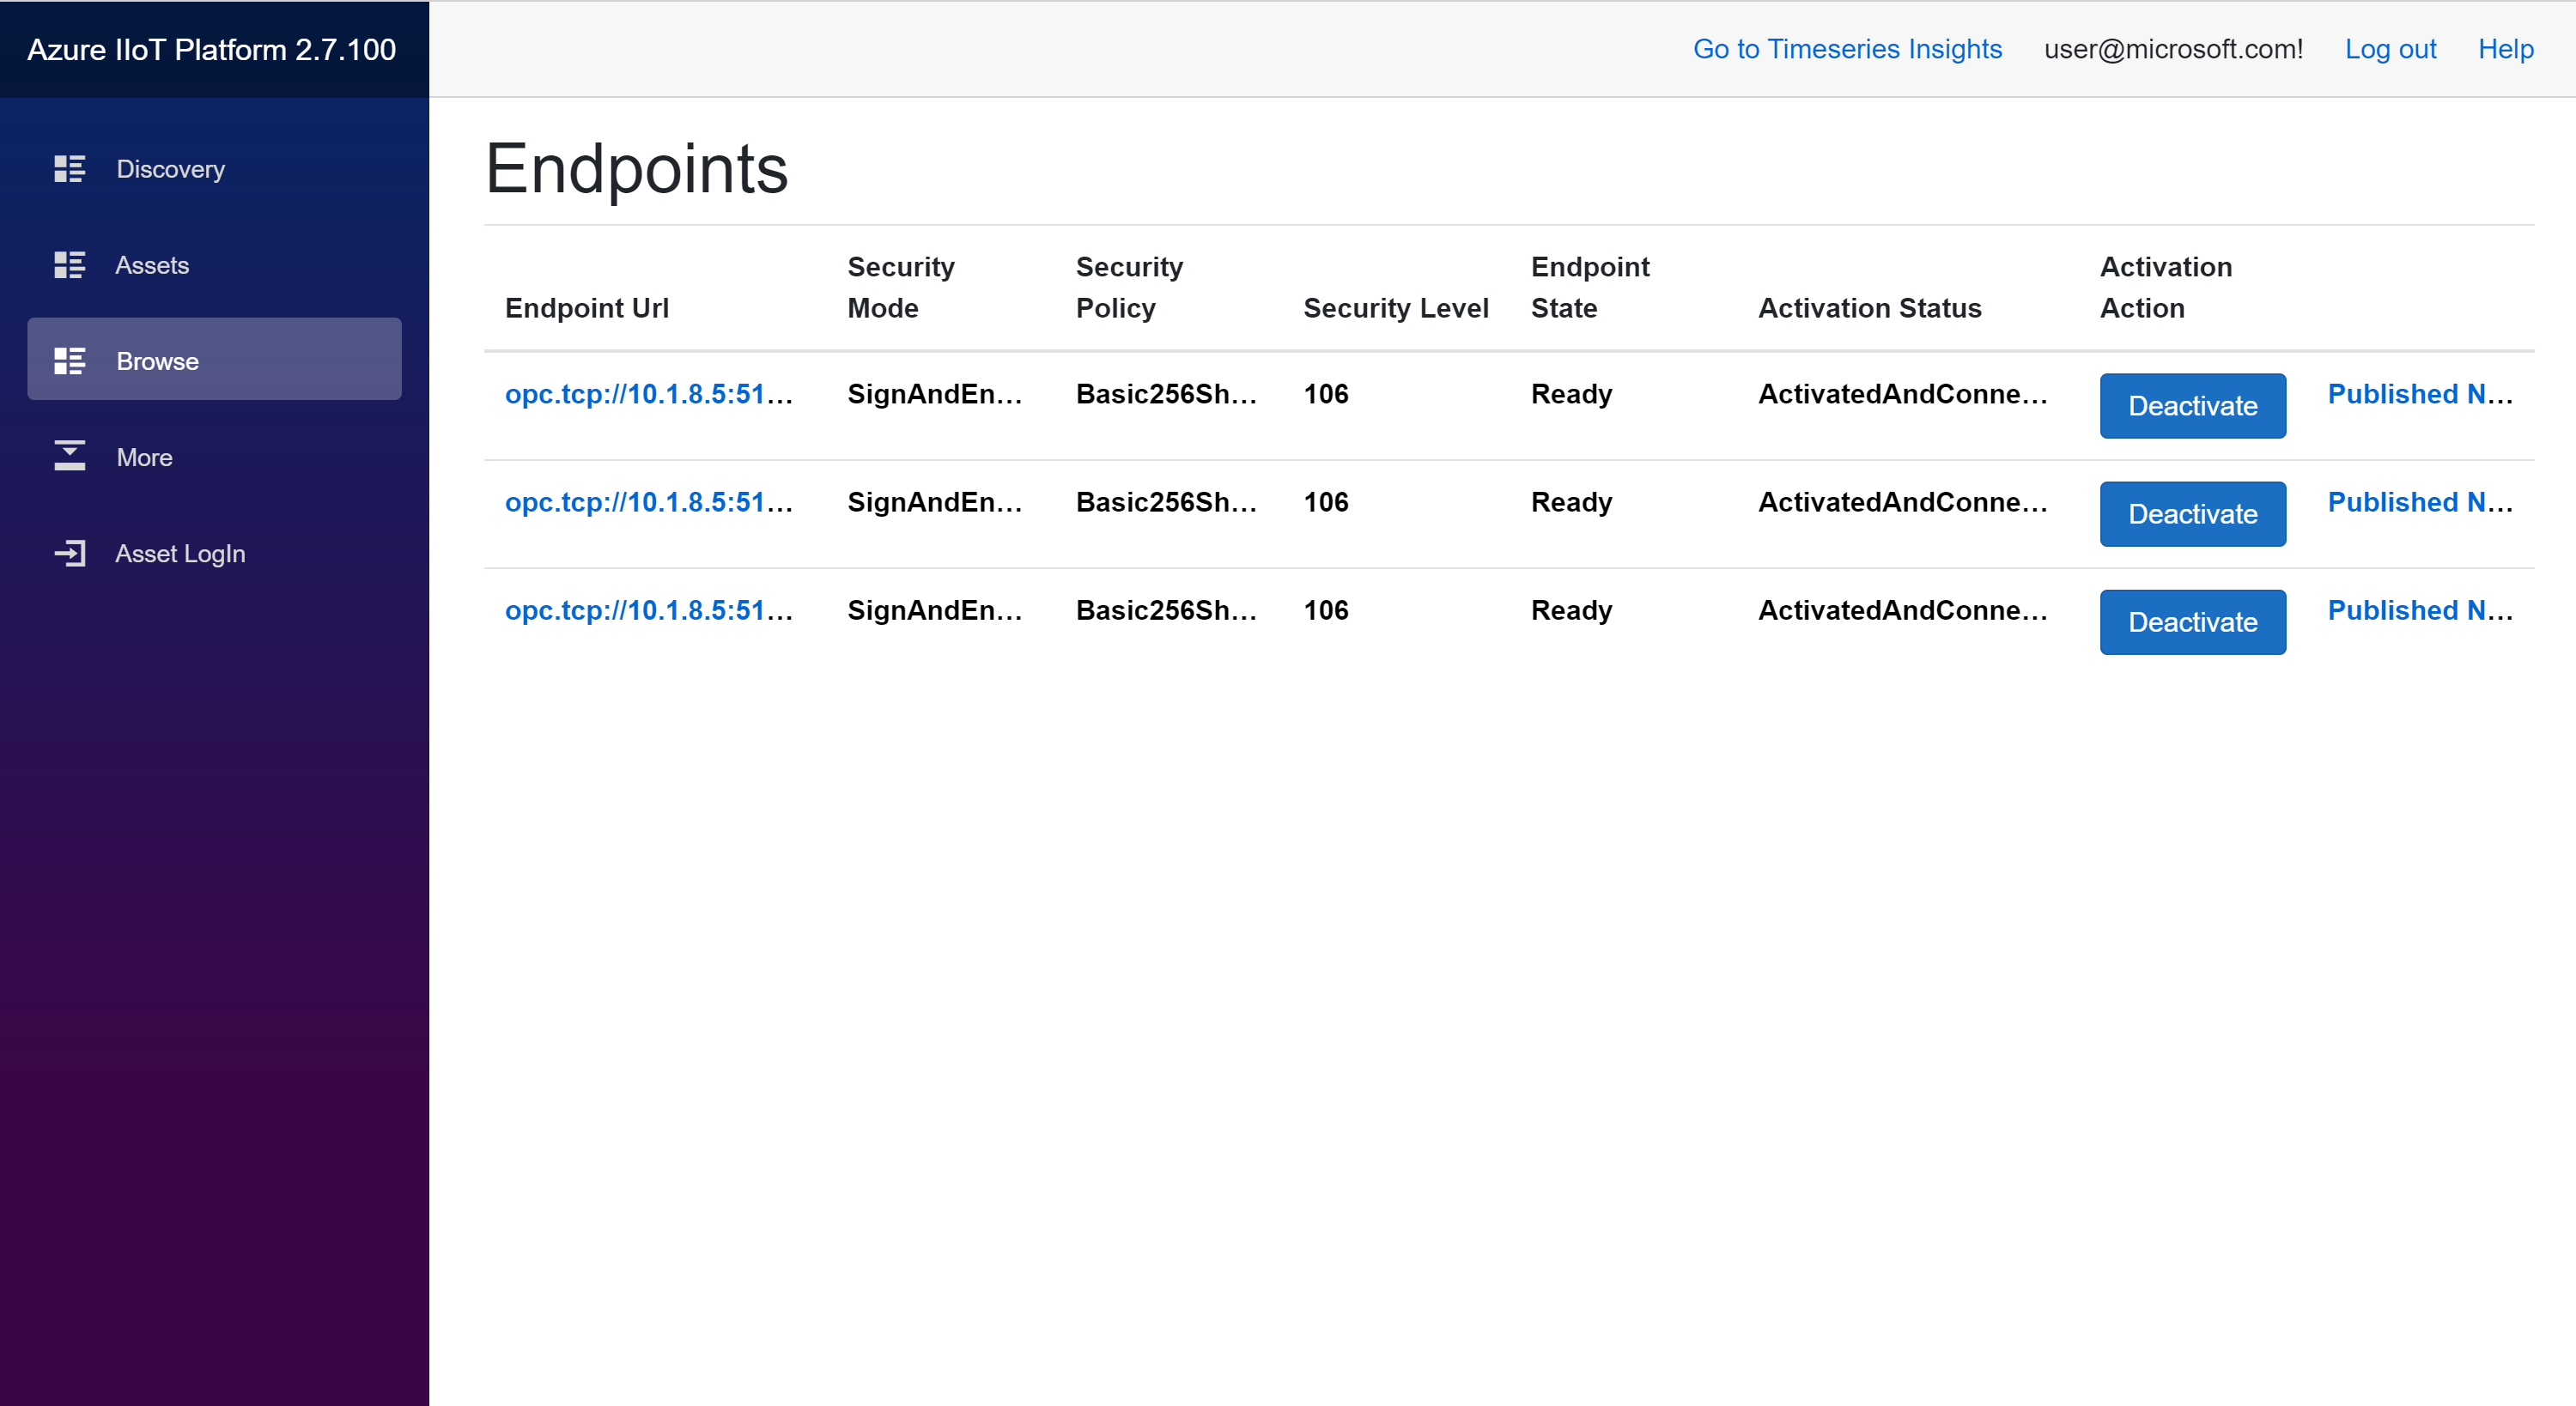 Azure IIoT Platform 2.7.100
Go to Timeseries Insights user@microsoft.com! Log out Help
Discovery
Assets
Browse
More
Asset LogIn
Endpoints
Endpoint Url Security Mode Security Policy Security Level Endpoint State Activation Status Activation Action
opc.tcp://10.1.8.5:51... SignAndEn... Basic256Sh... 106 Ready ActivatedAndConne... Deactivate Published N...
opc.tcp://10.1.8.5:51... SignAndEn... Basic256Sh... 106 Ready ActivatedAndConne... Deactivate Published N...
opc.tcp://10.1.8.5:51... SignAndEn... Basic256Sh... 106 Ready ActivatedAndConne... Deactivate Published N...